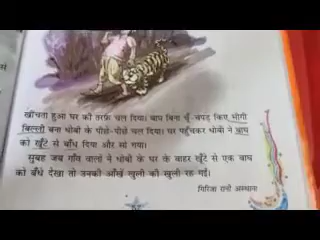 खींचता हुआ घर की तरफ़ चल दिया। बाघ बिना चूँ-चपड़ किए भीगी
बिल्ली बना धोबी के पीछे-पीछे चल दिया। घर पहुँचकर धोबी ने बाघ
को खूँटे से बाँध दिया और सो गया।
सुबह जब गाँव वालों ने धोबी के घर के बाहर खूँटे से एक बाघ
को बँधे देखा तो उनकी आँखें खुली की खुली रह गईं।
गिरिजा रानी अस्थाना